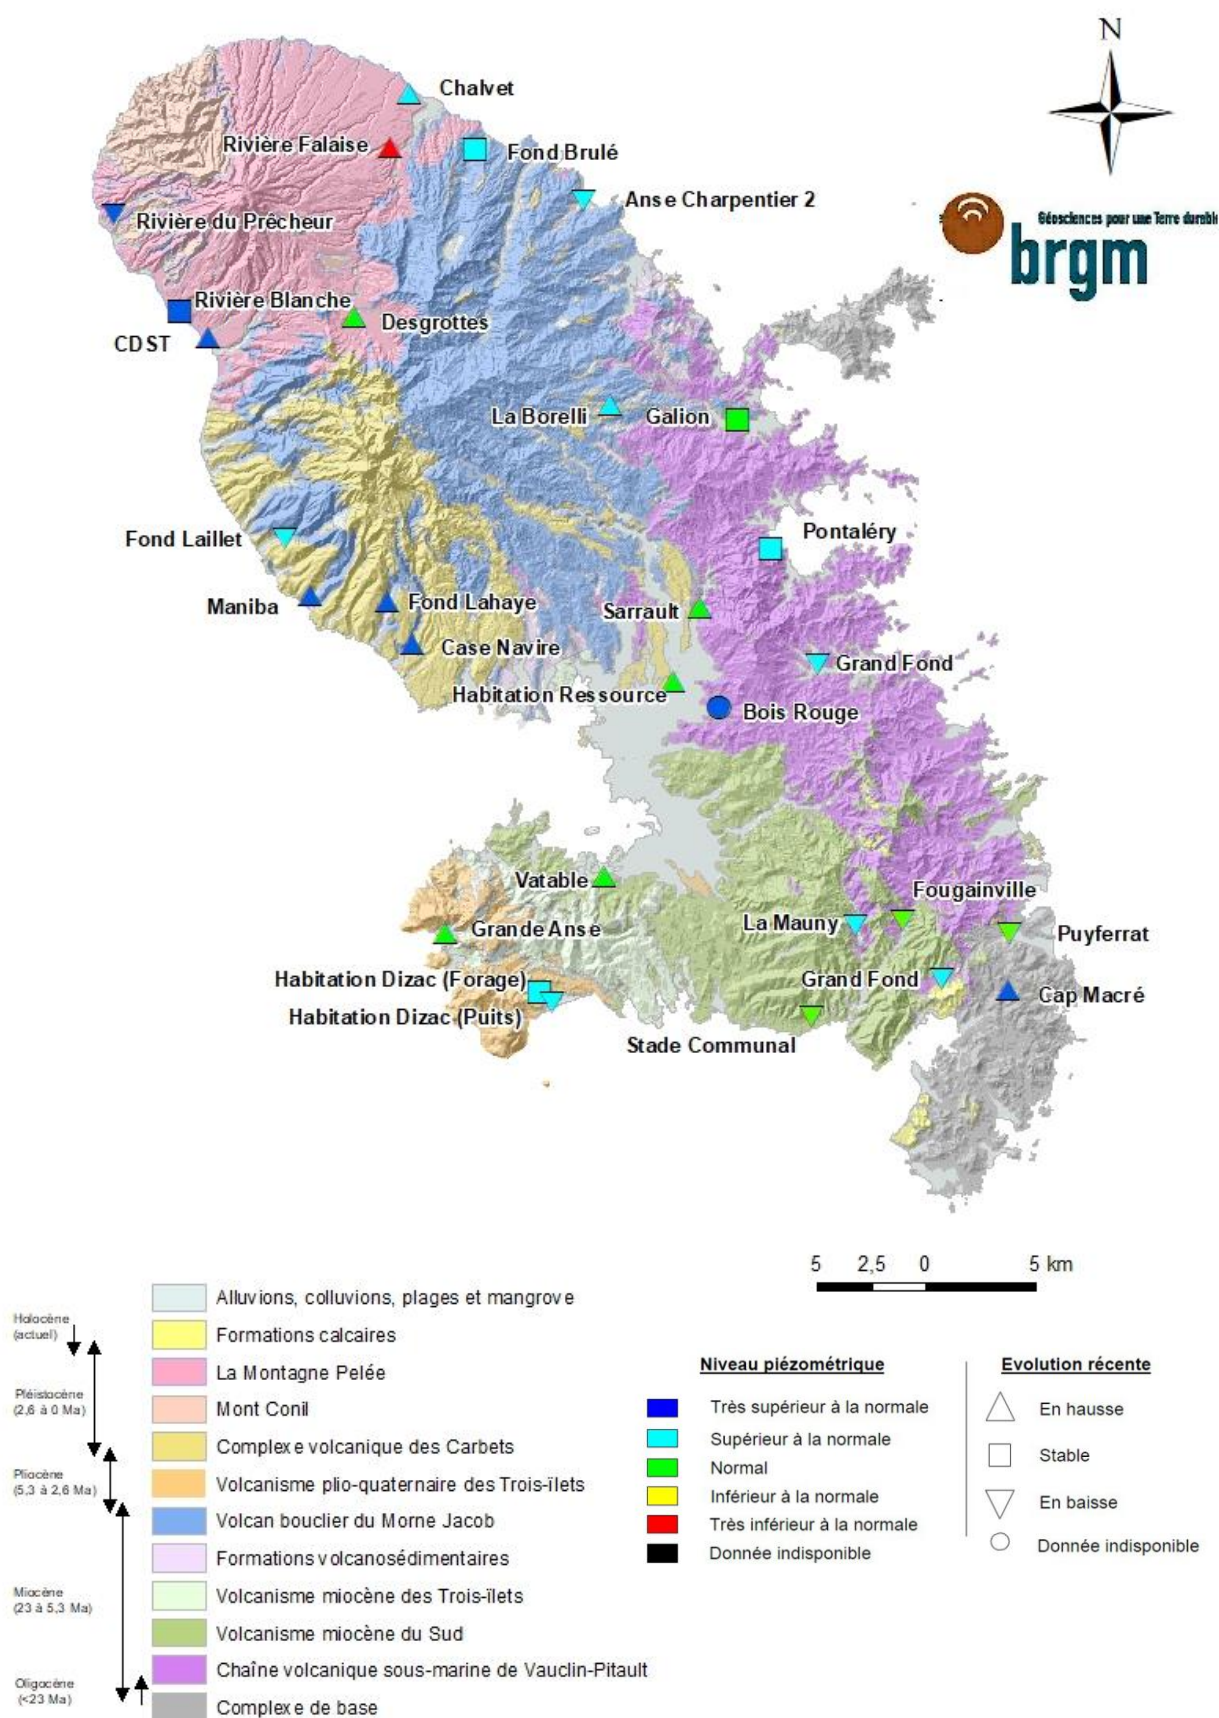 N
Chalvet
Rivière Falaise
Fond Brulé
Anse Charpentier 2
Rivière du Prêcheur
Géosciences pour une Terre durable
brgm
Rivière Blanche
Desgrottes
CDST
La Borelli
Galion
Fond Laillet
Pontaléry
Maniba
Fond Lahaye
Sarrault
Case Navire
Grand Fond
Habitation Ressource
Bois Rouge
Vatable
Fougainville
Grande Anse
La Mauny
Puyferrat
Habitation Dizac (Forage)
Grand Fond
Cap Macré
Habitation Dizac (Puits)
Stade Communal
5 2,5 0 5 km
Holocène
(actuel)
Pléistocène
(2,6 à 0 Ma)
Pliocène
(5,3 à 2,6 Ma)
Miocène
(23 à 5,3 Ma)
Oligocène
(<23 Ma)
Alluvions, colluvions, plages et mangrove
Formations calcaires
La Montagne Pelée
Mont Conil
Complexe volcanique des Carbets
Volcanisme plio-quaternaire des Trois-ïlets
Volcan bouclier du Morne Jacob
Formations volcanosédimentaires
Volcanisme miocène des Trois-ïlets
Volcanisme miocène du Sud
Chaîne volcanique sous-marine de Vauclin-Pitault
Complexe de base
Niveau piézométrique
Très supérieur à la normale
Supérieur à la normale
Normal
Inférieur à la normale
Très inférieur à la normale
Donnée indisponible
Evolution récente
En hausse
Stable
En baisse
Donnée indisponible